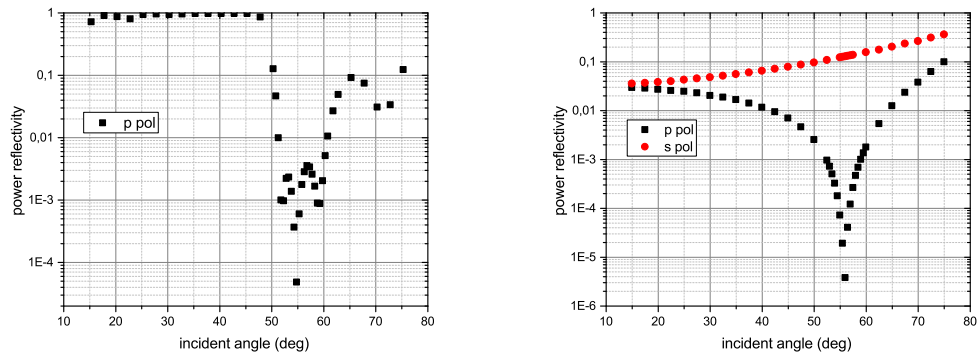 1
0,1
0,01
1E-3
1E-4
10 20 30 40 50 60 70 80
power reflectivity
incident angle (deg)
p pol
1
0,1
0,01
1E-3
1E-4
1E-5
1E-6
10 20 30 40 50 60 70 80
power reflectivity
incident angle (deg)
p pol
s pol